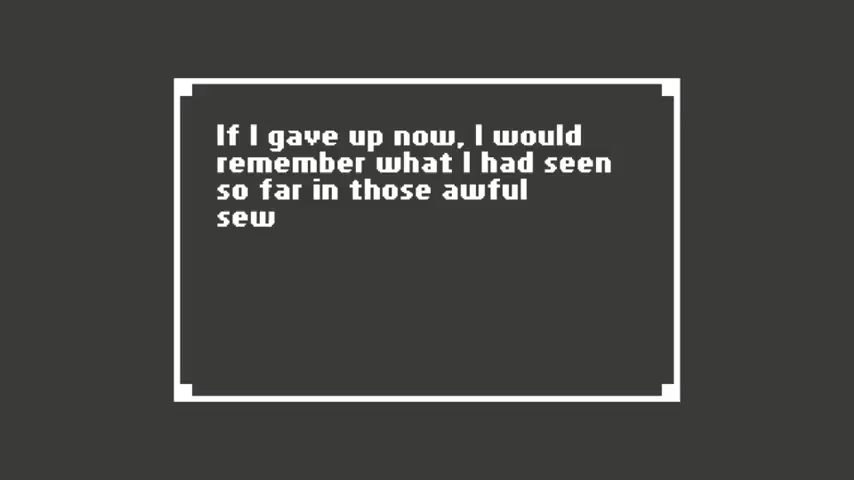 If I gave up now, I would
remember what I had seen
so far in those awful
sew